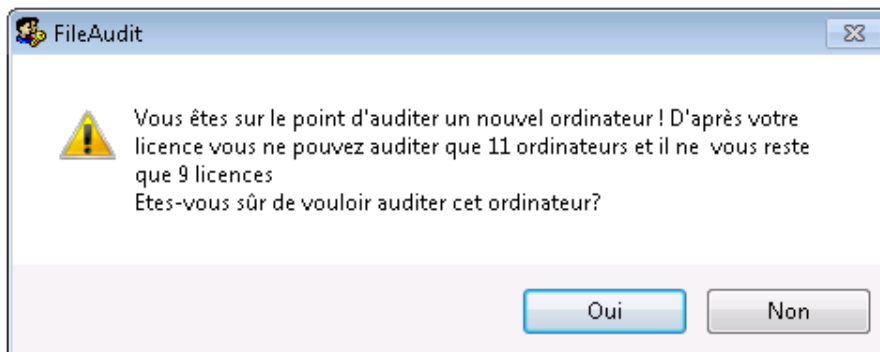 FileAudit
Vous êtes sur le point d'auditer un nouvel ordinateur ! D'après votre
licence vous ne pouvez auditer que 11 ordinateurs et il ne  vous reste
que 9 licences
Etes-vous sûr de vouloir auditer cet ordinateur?
Oui
Non